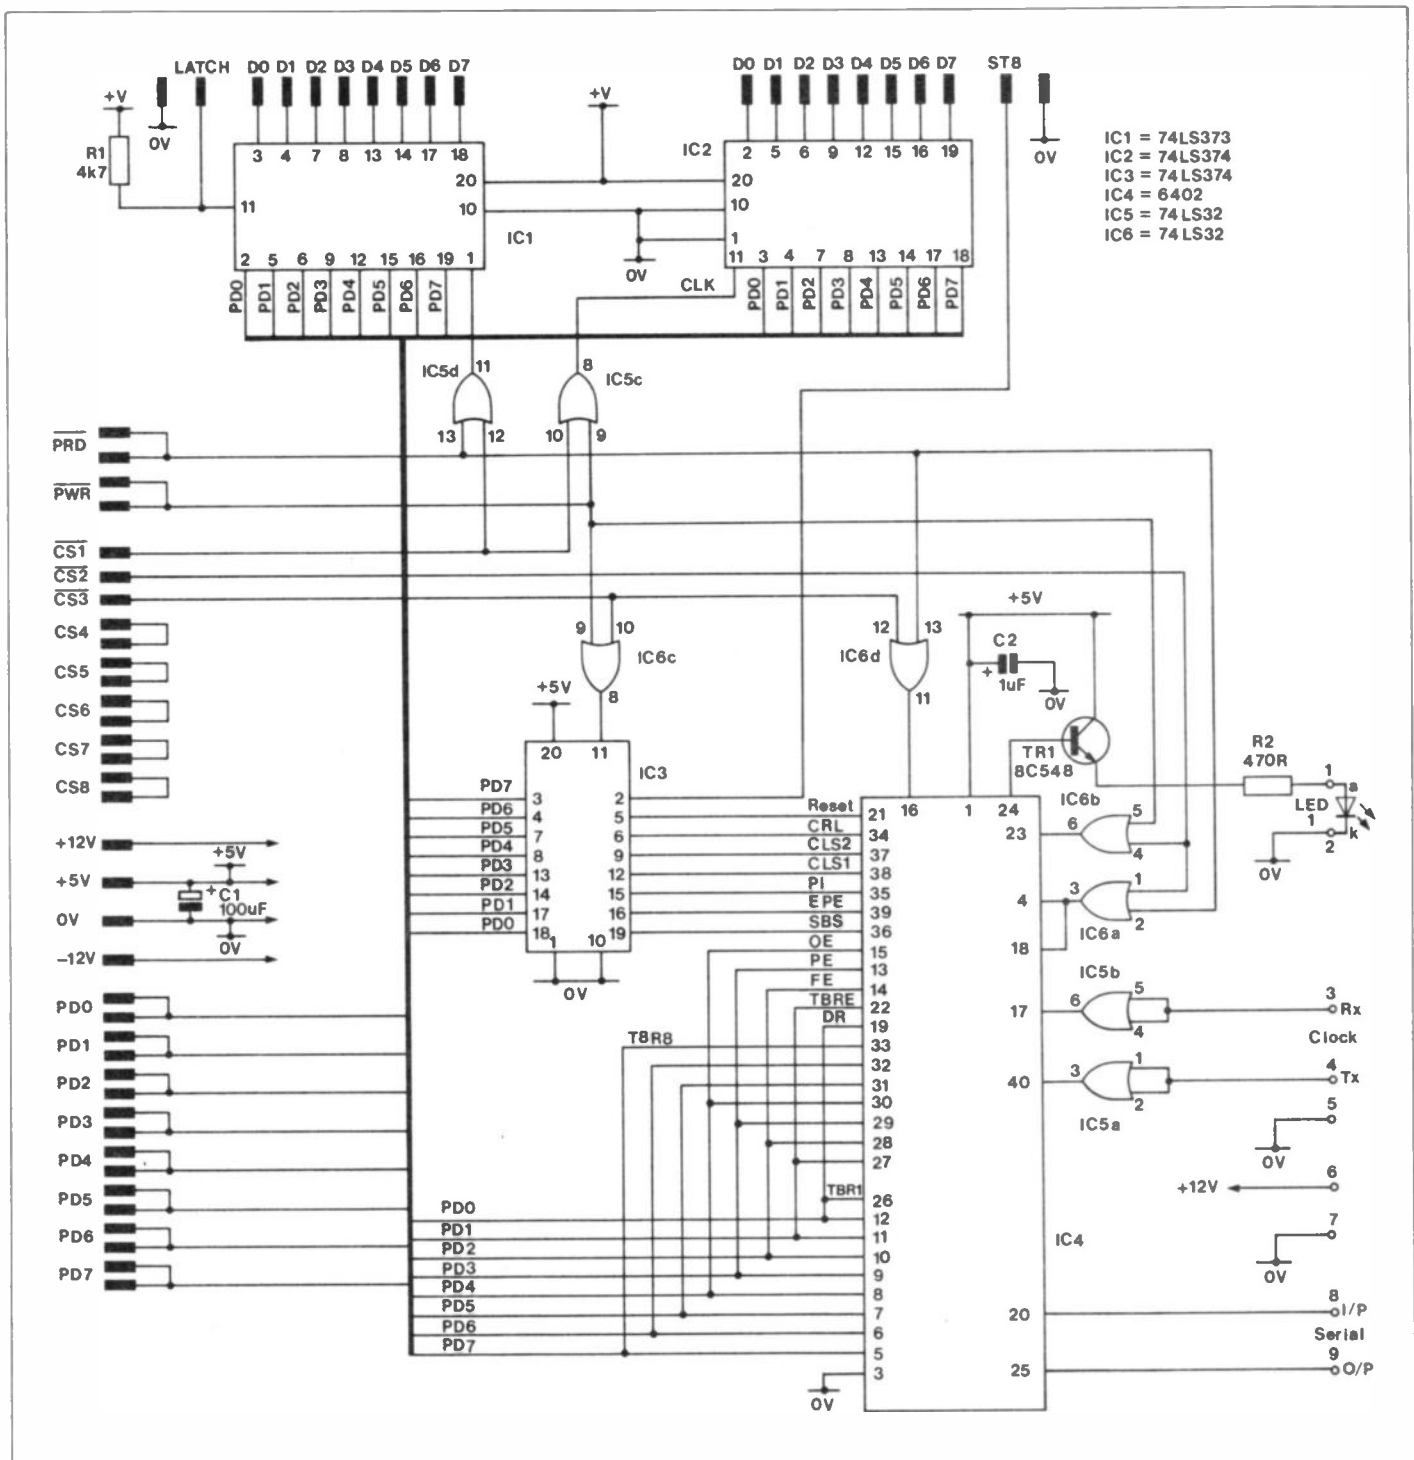 LATCH D0 D1 D2 D3 D4 D5 D6 D7
D0 D1 D2 D3 D4 D5 D6 D7 ST8
+V
0V
+V
0V
R1
4k7
3 4 7 8 13 14 17 18
20
10
11
IC1
2 5 6 9 12 15 16 19 1
PD0 PD1 PD2 PD3 PD4 PD5 PD6 PD7
IC2
2 5 6 9 12 15 16 19
20
10
1
11 3 4 7 8 13 14 17 18
0V
CLK
PD0 PD1 PD2 PD3 PD4 PD5 PD6 PD7
IC1 = 74LS373
IC2 = 74LS374
IC3 = 74LS374
IC4 = 6402
IC5 = 74LS32
IC6 = 74LS32
IC5d 11
8 IC5c
13 12
10 9
PRD
PWR
CS1
CS2
CS3
CS4
CS5
CS6
CS7
CS8
+12V
+5V
+5V
+ C1
100uF
0V
0V
-12V
PD0
PD1
PD2
PD3
PD4
PD5
PD6
PD7
9 10
IC6c
8
+5V
20 11
IC3
PD7 3 2
PD6 4 5
PD5 7 6
PD4 8 9
PD3 13 12
PD2 14 15
PD1 17 16
PD0 18 19
1 10
0V
12 13
IC6d
11
+5V
C2
+ 1uF
0V
TR1
8C548
R2
470R
1
a
LED
1
k
2
0V
16 1 24
Reset 21
CRL 34
CLS2 37
CLS1 38
PI 35
EPE 39
SBS 36
OE 15
PE 13
FE 14
TBRE 22
DR 19
T8R8 33
32
31
30
29
28
27
TBR1 26
PD0 12
PD1 11
PD2 10
PD3 9
PD4 8
PD5 7
PD6 6
PD7 5
3
0V
IC6b
23 6 5
4
4 3 1
2
IC6a
18
IC5b
17 6 5
4
3
Rx
Clock
40 3 1
2
IC5a
4
Tx
5
0V
+12V 6
7
0V
IC4
20
8
I/P
Serial
25
9
O/P